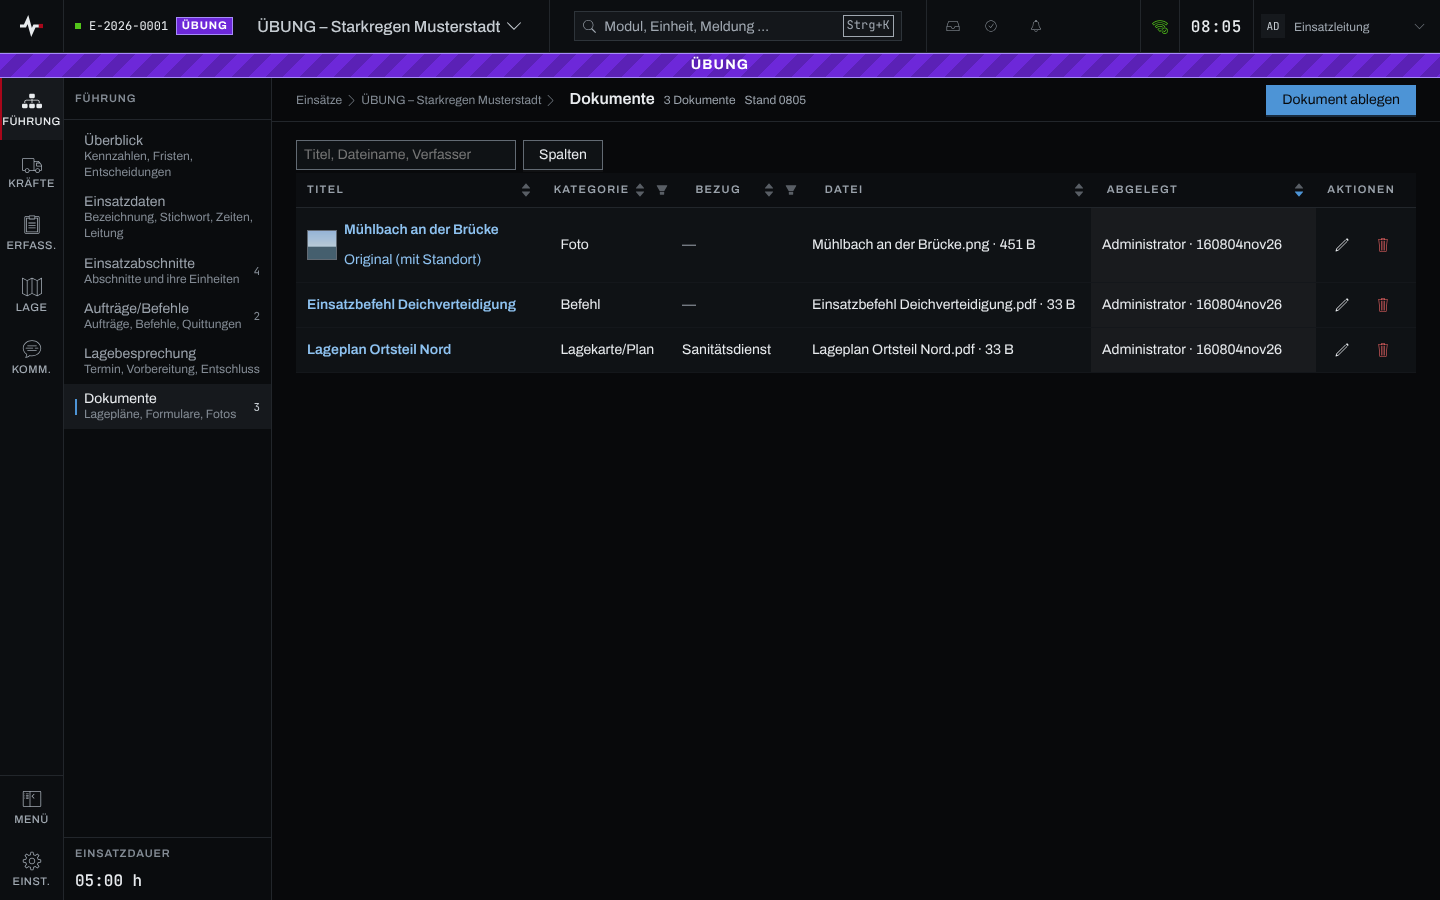 E-2026-0001 ÜBUNG ÜBUNG – Starkregen Musterstadt
Modul, Einheit, Meldung ... Strg+K
08:05
AD Einsatzleitung
ÜBUNG
FÜHRUNG
KRÄFTE
ERFASS.
LAGE
KOMM.
MENÜ
EINST.
FÜHRUNG
Überblick
Kennzahlen, Fristen,
Entscheidungen
Einsatzdaten
Bezeichnung, Stichwort, Zeiten,
Leitung
Einsatzabschnitte
Abschnitte und ihre Einheiten 4
Aufträge/Befehle
Aufträge, Befehle, Quittungen 2
Lagebesprechung
Termin, Vorbereitung, Entschluss
Dokumente
Lagepläne, Formulare, Fotos 3
EINSATZDAUER
05:00 h
Einsätze ÜBUNG – Starkregen Musterstadt Dokumente 3 Dokumente Stand 0805
Dokument ablegen
Titel, Dateiname, Verfasser Spalten
TITEL KATEGORIE BEZUG DATEI ABGELEGT AKTIONEN
Mühlbach an der Brücke
Original (mit Standort)
Foto — Mühlbach an der Brücke.png · 451 B Administrator · 160804nov26
Einsatzbefehl Deichverteidigung Befehl — Einsatzbefehl Deichverteidigung.pdf · 33 B Administrator · 160804nov26
Lageplan Ortsteil Nord Lagekarte/Plan Sanitätsdienst Lageplan Ortsteil Nord.pdf · 33 B Administrator · 160804nov26